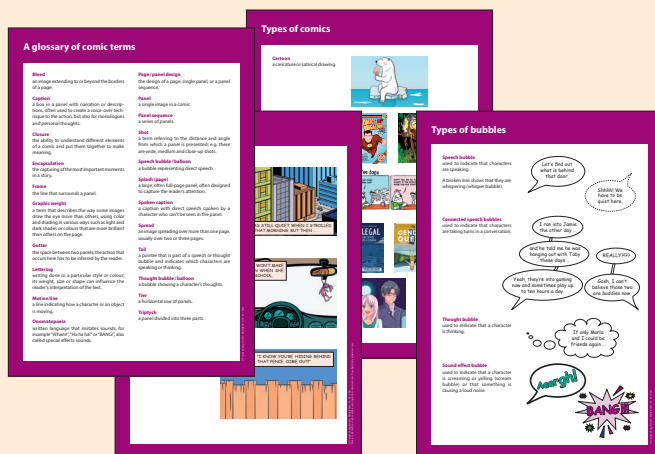 A glossary of comic terms
Bleed
an image extending to or beyond the borders
of a page.
Caption
a box in a panel with narration or descrip-
tions, often used to create a voice-over tech-
nique to the action, but also for monologues
and personal thoughts.
Closure
the ability to understand different elements
of a comic and put them together to make
meaning.
Encapsulation
the capturing of the most important moments
in a story.
Frame
the line that surrounds a panel.
Graphic weight
a term that describes the way some images
draw the eye more than others, using color
and shading in various ways such as light and
dark shades or colours that are more brilliant
than others on the page.
Gutter
the space between two panels; the action that
occurs here has to be inferred by the reader.
Lettering
writing done in a particular style or colour;
its weight, size or shape can influence the
reader's interpretation of the text.
Motion line
a line indicating how a character or an object
is moving.
Onomatopoeia
written language that imitates sounds, for
example "Wham!", "Ha ha ha!" or "BANG!", also
called special effects sounds.
Page/panel design
the design of a page, single panel, or a panel
sequence.
Panel
a single image in a comic.
Panel sequence
a series of panels.
Shot
a term referring to the distance and angle
from which a panel is presented; e.g. there
are wide, medium and close-up shots.
Speech bubble/balloon
a bubble representing direct speech.
Splash (page)
a large, often full-page panel, often designed
to capture the reader's attention.
Spoken caption
a caption with direct speech spoken by a
character who can't be seen in the panel.
Spread
an image spreading over more than one page,
usually over two or three pages.
Tail
a pointer that is part of a speech or thought
bubble and indicates which characters are
speaking or thinking.
Thought bubble/balloon
a bubble showing a character's thoughts.
Tier
a horizontal row of panels.
Triptych
a panel divided into three parts.
Types of comics
Cartoon
a caricature or satirical drawing.
AS STILL QUIET WHEN I STROLLED
THAT MORNING BUT THEN
WON'T MAKE
N WHEN SHE
SCHOOL.
"I KNOW YOU'RE HIDING BEHIND
THAT FENCE, COME OUT!"
LEGAL
GENDER
QUE
Types of bubbles
Speech bubble
used to indicate that characters
are speaking.
A broken line shows that they are
whispering (whisper bubble).
Let's find out
what is behind
that door.
Shhhh! We
have to be
quiet here.
Connected speech bubbles
used to indicate that characters
are taking turns in a conversation.
I ran into Jamie
the other day ...
and he told me he was
hanging out with Toby
these days ...
REALLY?!?
Yeah, they're into gaming
now and sometimes play up
to ten hours a day.
Gosh, I can't
believe those two
are buddies now.
Thought bubble
used to indicate that a character
is thinking.
If only Maria
and I could be
friends again ...
Sound effect bubble
used to indicate that a character
is screaming or yelling (scream
bubble) or that something is
causing a loud noise.
Aaargh!
BANG!!!